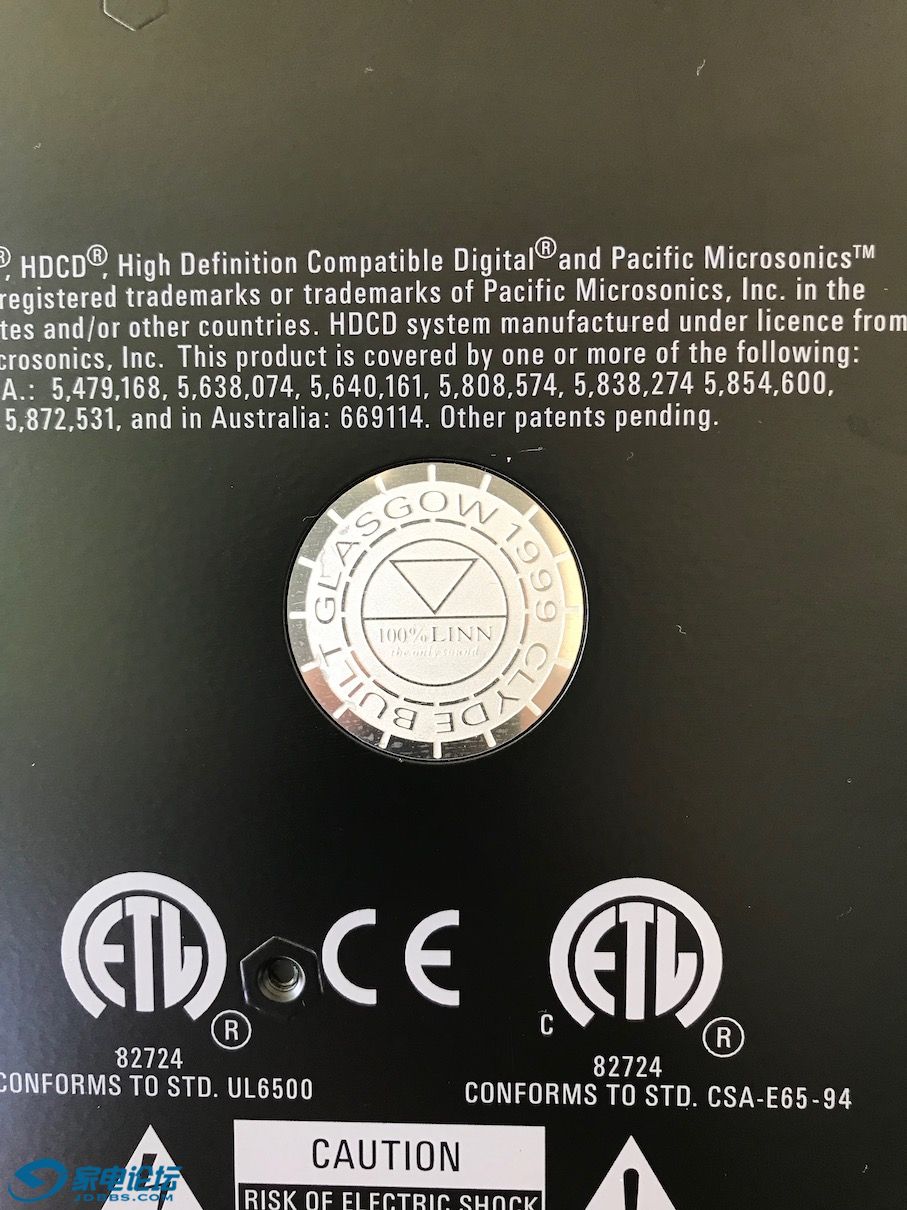 ®, HDCD®, High Definition Compatible Digital® and Pacific Microsonics™
registered trademarks or trademarks of Pacific Microsonics, Inc. in the
tes and/or other countries. HDCD system manufactured under licence from
crosonics, Inc. This product is covered by one or more of the following:
A.: 5,479,168, 5,638,074, 5,640,161, 5,808,574, 5,838,274 5,854,600,
5,872,531, and in Australia: 669114. Other patents pending.
GLASGOW 1999 CLYDE BUILT
100% LINN
the only sound
ETL ® CE C ETL ®
82724
CONFORMS TO STD. UL6500
82724
CONFORMS TO STD. CSA-E65-94
CAUTION
RISK OF ELECTRIC SHOCK
家电论坛
JDBBS.COM